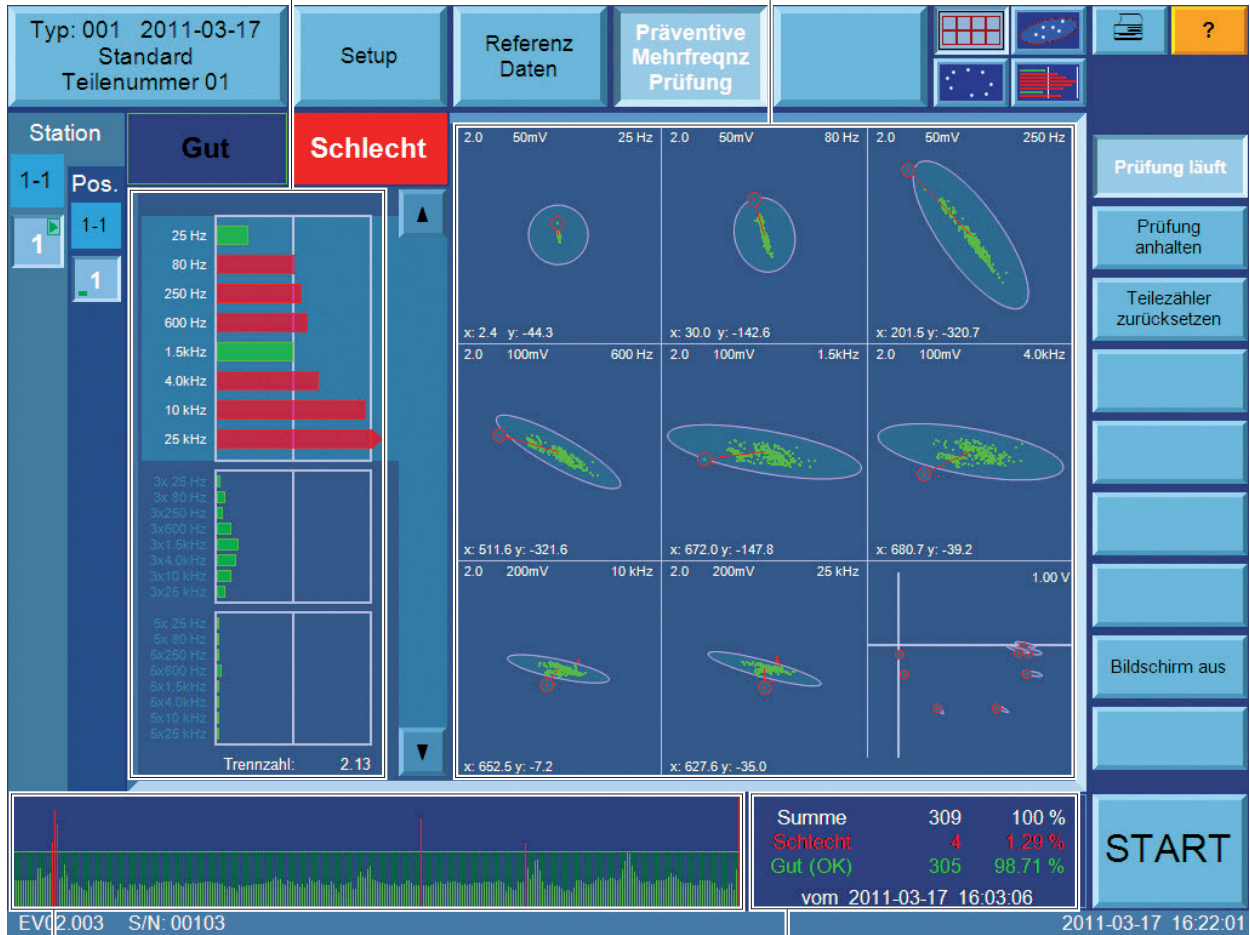 Typ: 001 2011-03-17
Standard
Teilenummer 01
Setup
Referenz
Daten
Präventive
Mehrfreqnz
Prüfung
?
Station
1-1
1
Pos.
1-1
1
Gut
Schlecht
25 Hz
80 Hz
250 Hz
600 Hz
1.5kHz
4.0kHz
10 kHz
25 kHz
3x 25 Hz
3x 80 Hz
3x250 Hz
3x600 Hz
3x1.5kHz
3x4.0kHz
3x10 kHz
3x25 kHz
5x 25 Hz
5x 80 Hz
5x250 Hz
5x600 Hz
5x1.5kHz
5x4.0kHz
5x10 kHz
5x25 kHz
Trennzahl: 2.13
2.0 50mV 25 Hz
x: 2.4 y: -44.3
2.0 50mV 80 Hz
x: 30.0 y: -142.6
2.0 50mV 250 Hz
x: 201.5 y: -320.7
2.0 100mV 600 Hz
x: 511.6 y: -321.6
2.0 100mV 1.5kHz
x: 672.0 y: -147.8
2.0 100mV 4.0kHz
x: 680.7 y: -39.2
2.0 200mV 10 kHz
x: 652.5 y: -7.2
2.0 200mV 25 kHz
x: 627.6 y: -35.0
1.00 V
Prüfung läuft
Prüfung
anhalten
Teilezähler
zurücksetzen
Bildschirm aus
START
Summe 309 100 %
Schlecht 4 1.29 %
Gut (OK) 305 98.71 %
vom 2011-03-17 16:03:06
EV02.003 S/N: 00103
2011-03-17 16:22:01